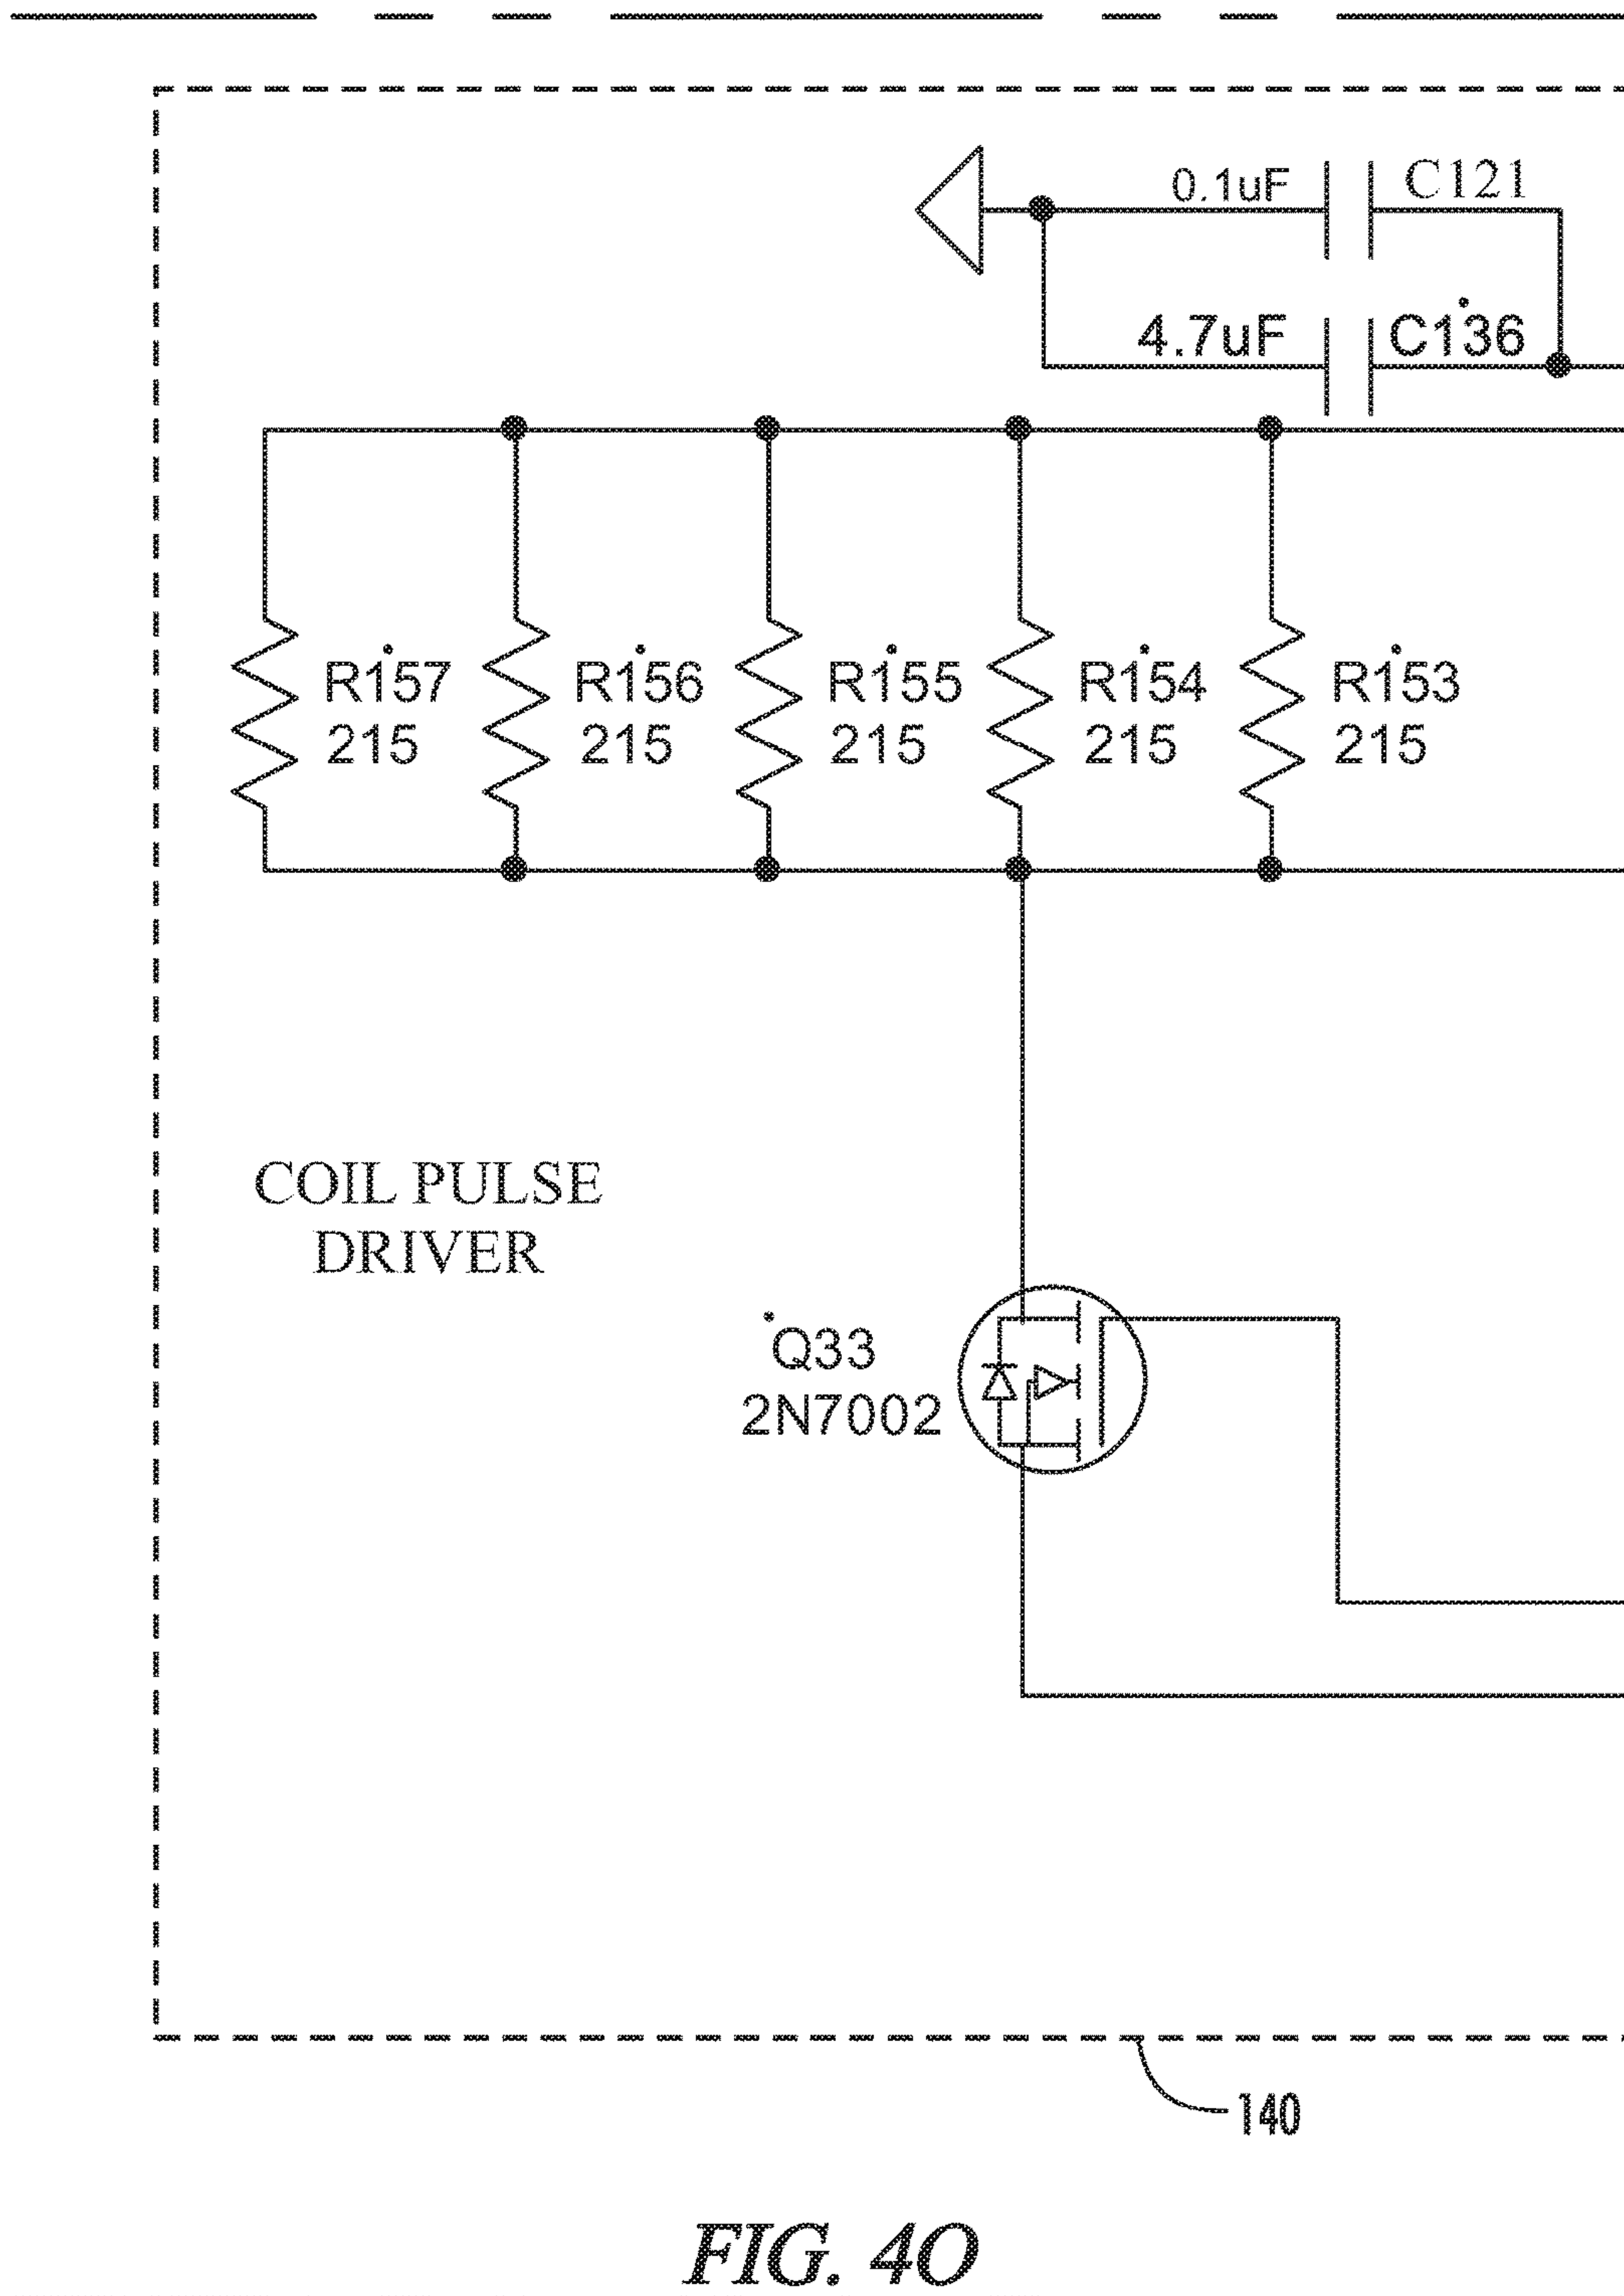 0.1uF C121
4.7uF C136
R157 R156 R155 R154 R153
215 215 215 215 215
COIL PULSE
DRIVER
Q33
2N7002
140
FIG. 4O